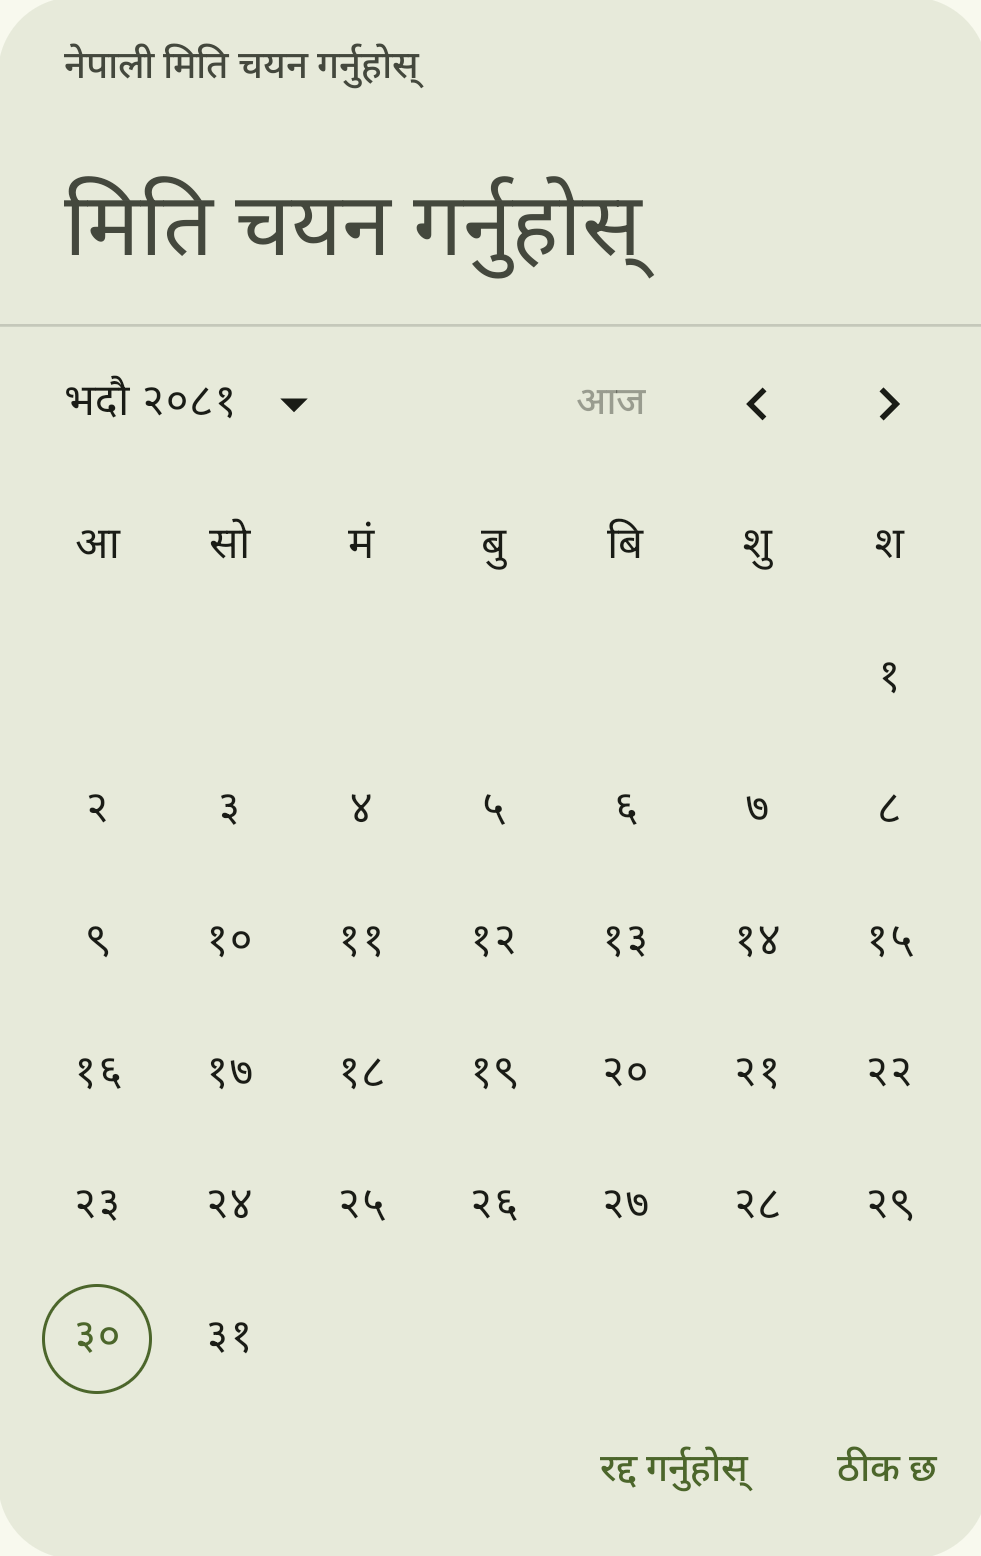 नेपाली मिति चयन गर्नुहोस्
मिति चयन गर्नुहोस्
भदौ २०८१ आज
आ सो मं बु बि शु श
१
२ ३ ४ ५ ६ ७ ८
९ १० ११ १२ १३ १४ १५
१६ १७ १८ १९ २० २१ २२
२३ २४ २५ २६ २७ २८ २९
३० ३१
रद्द गर्नुहोस् ठीक छ